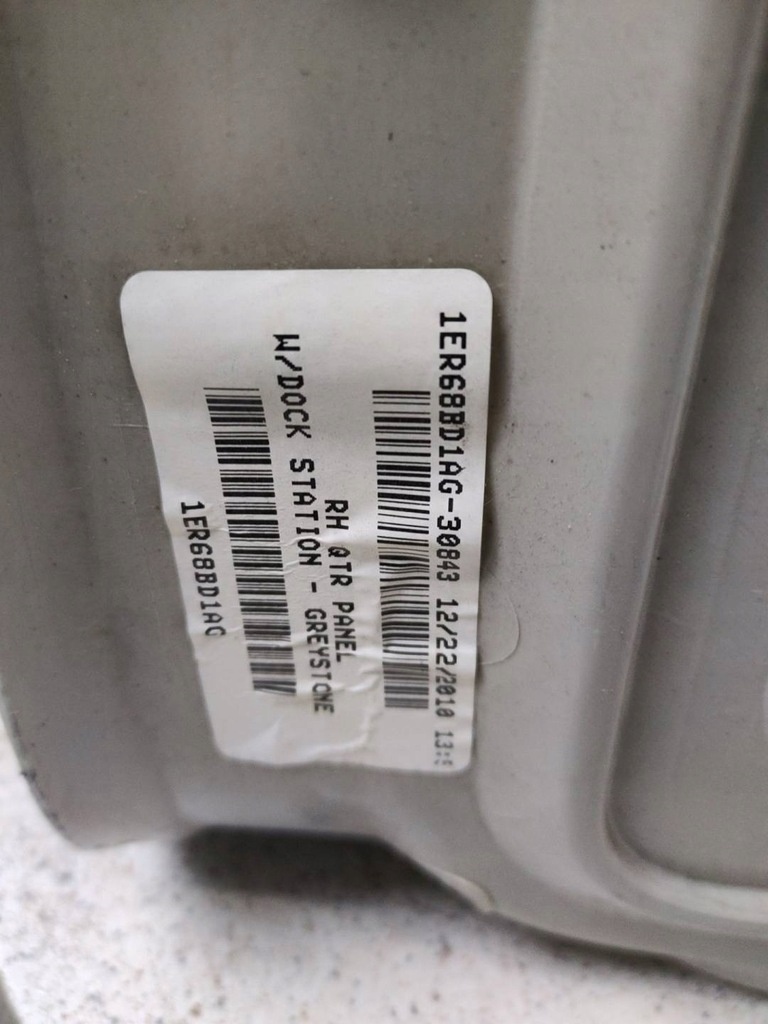 1ER68BD1AG-30843 12/22/2010
RH QTR PANEL
W/DOCK STATION - GREYSTONE
1ER68BD1AG